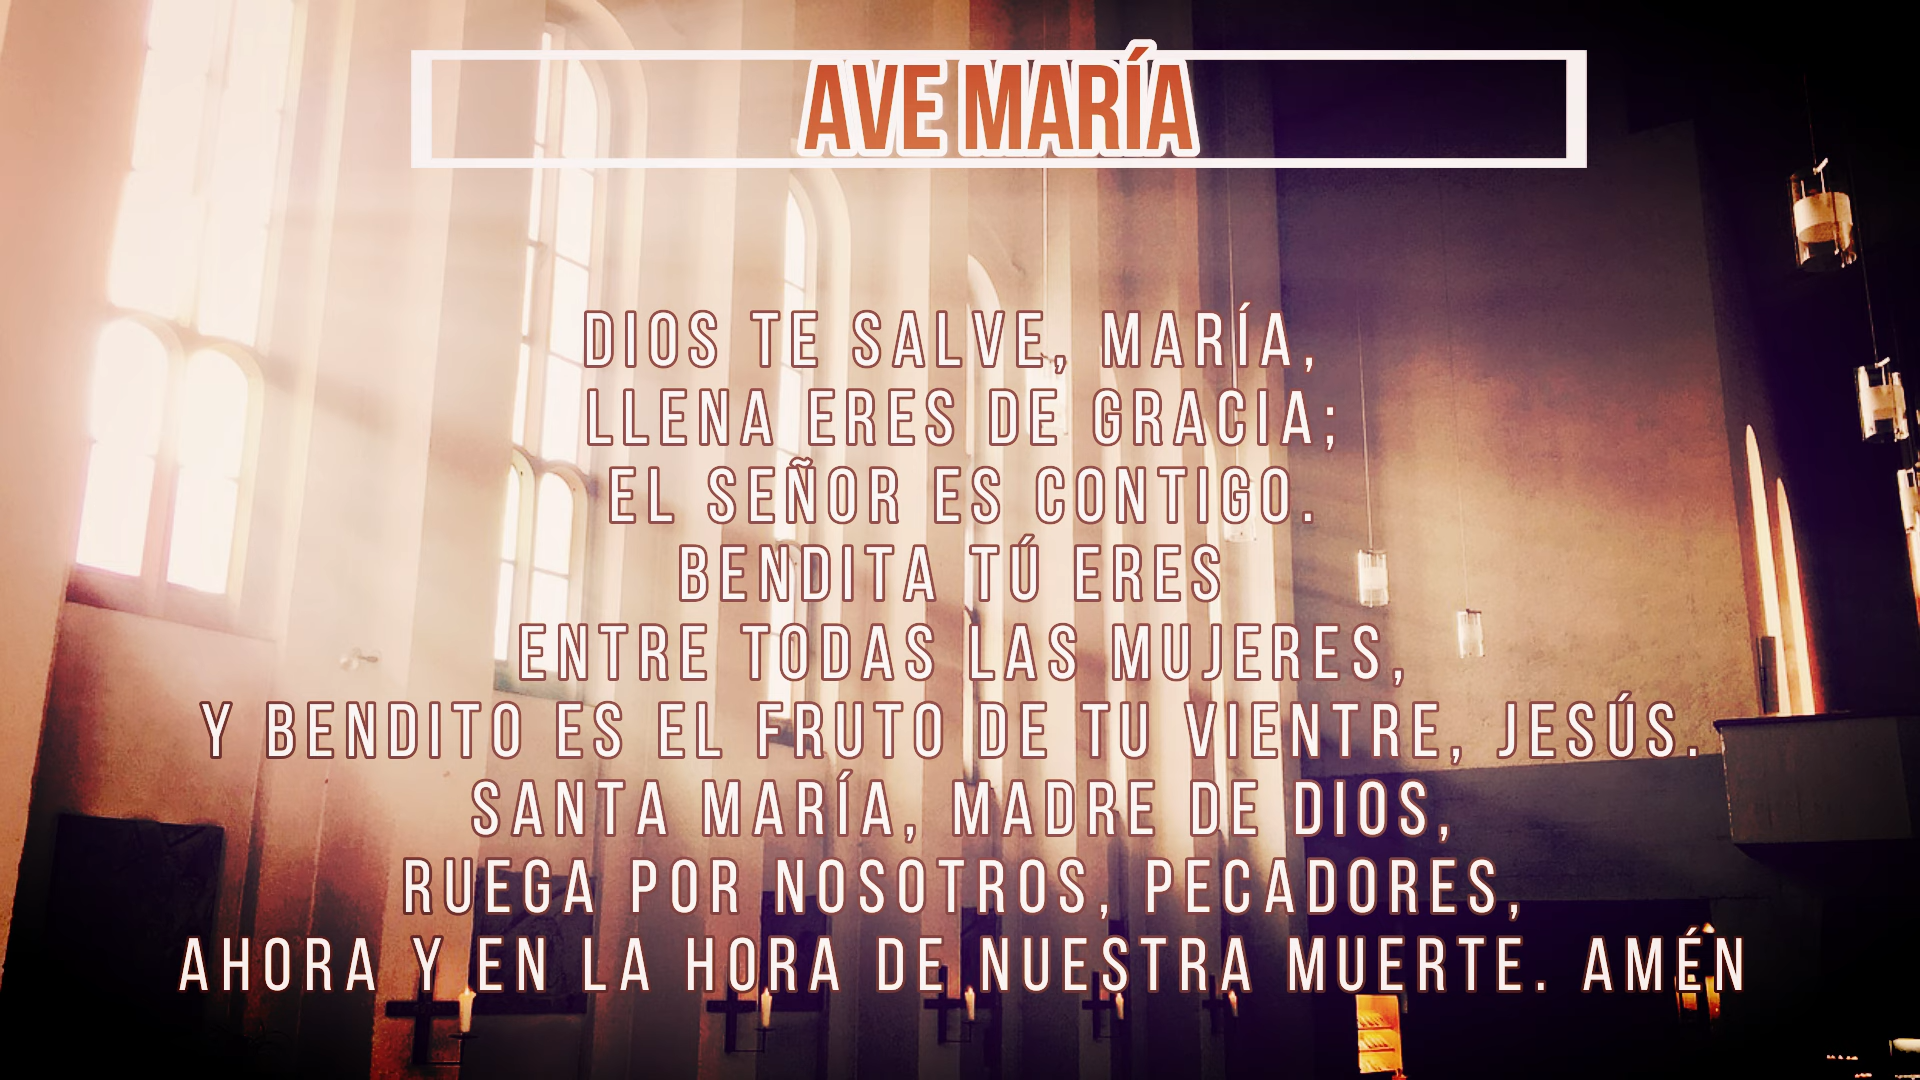 AVE MARÍA
DIOS TE SALVE, MARÍA,
LLENA ERES DE GRACIA;
EL SEÑOR ES CONTIGO.
BENDITA TÚ ERES
ENTRE TODAS LAS MUJERES,
Y BENDITO ES EL FRUTO DE TU VIENTRE, JESÚS.
SANTA MARÍA, MADRE DE DIOS,
RUEGA POR NOSOTROS, PECADORES,
AHORA Y EN LA HORA DE NUESTRA MUERTE. AMÉN